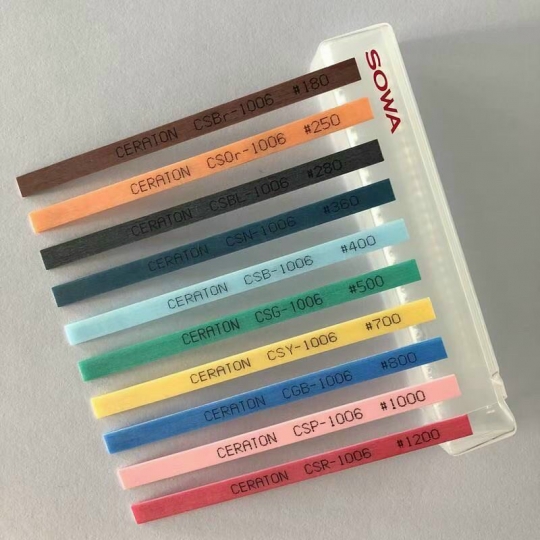 SOWA
CERATON CSBr-1006 #180
CERATON CSOr-1006 #250
CERATON CSBL-1006 #280
CERATON CSN-1006 #360
CERATON CSB-1006 #400
CERATON CSG-1006 #500
CERATON CSY-1006 #700
CERATON CGB-1006 #800
CERATON CSP-1006 #1000
CERATON CSR-1006 #1200